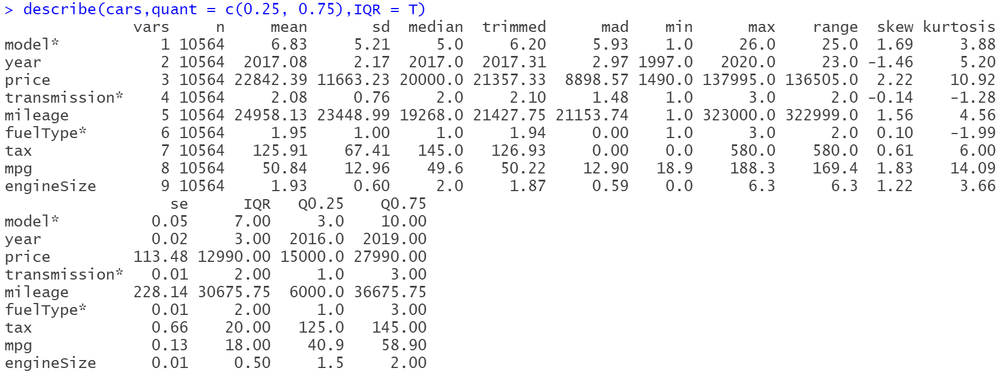 > describe(cars,quant = c(0.25, 0.75),IQR = T)
vars n mean sd median trimmed mad min max range skew kurtosis
model* 1 10564 6.83 5.21 5.0 6.20 5.93 1.0 26.0 25.0 1.69 3.88
year 2 10564 2017.08 2.17 2017.0 2017.31 2.97 1997.0 2020.0 23.0 -1.46 5.20
price 3 10564 22842.39 11663.23 20000.0 21357.33 8898.57 1490.0 137995.0 136505.0 2.22 10.92
transmission* 4 10564 2.08 0.76 2.0 2.10 1.48 1.0 3.0 2.0 -0.14 -1.28
mileage 5 10564 24958.13 23448.99 19268.0 21427.75 21153.74 1.0 323000.0 322999.0 1.56 4.56
fuelType* 6 10564 1.95 1.00 1.0 1.94 0.00 1.0 3.0 2.0 0.10 -1.99
tax 7 10564 125.91 67.41 145.0 126.93 0.00 0.0 580.0 580.0 0.61 6.00
mpg 8 10564 50.84 12.96 49.6 50.22 12.90 18.9 188.3 169.4 1.83 14.09
engineSize 9 10564 1.93 0.60 2.0 1.87 0.59 0.0 6.3 6.3 1.22 3.66
se IQR Q0.25 Q0.75
model* 0.05 7.00 3.0 10.00
year 0.02 3.00 2016.0 2019.00
price 113.48 12990.00 15000.0 27990.00
transmission* 0.01 2.00 1.0 3.00
mileage 228.14 30675.75 6000.0 36675.75
fuelType* 0.01 2.00 1.0 3.00
tax 0.66 20.00 125.0 145.00
mpg 0.13 18.00 40.9 58.90
engineSize 0.01 0.50 1.5 2.00